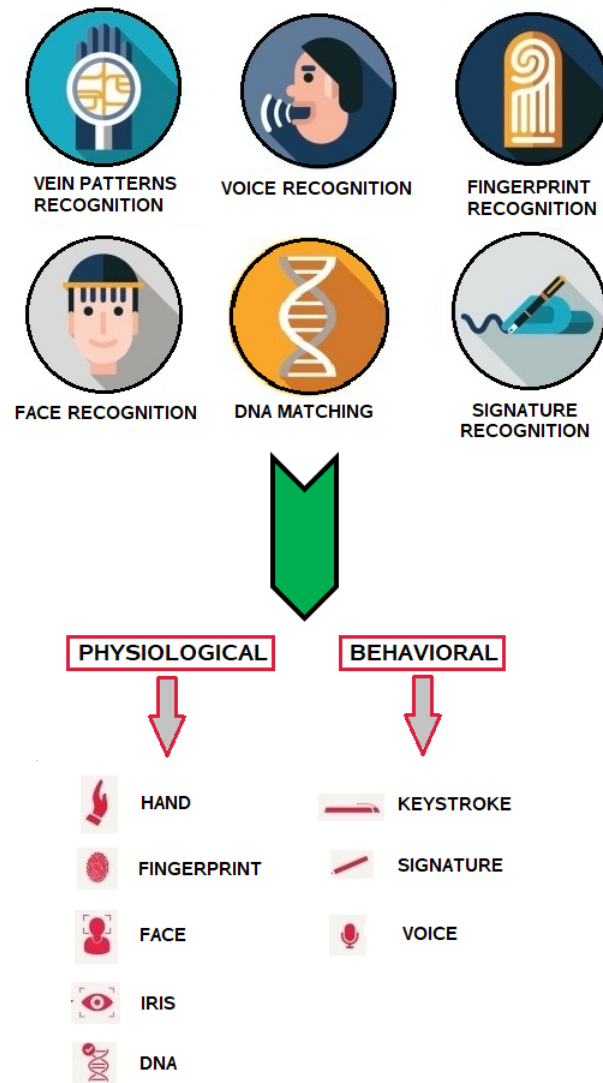 VEIN PATTERNS
RECOGNITION
VOICE RECOGNITION
FINGERPRINT
RECOGNITION
FACE RECOGNITION
DNA MATCHING
SIGNATURE
RECOGNITION
PHYSIOLOGICAL
BEHAVIORAL
HAND
FINGERPRINT
FACE
IRIS
DNA
KEYSTROKE
SIGNATURE
VOICE